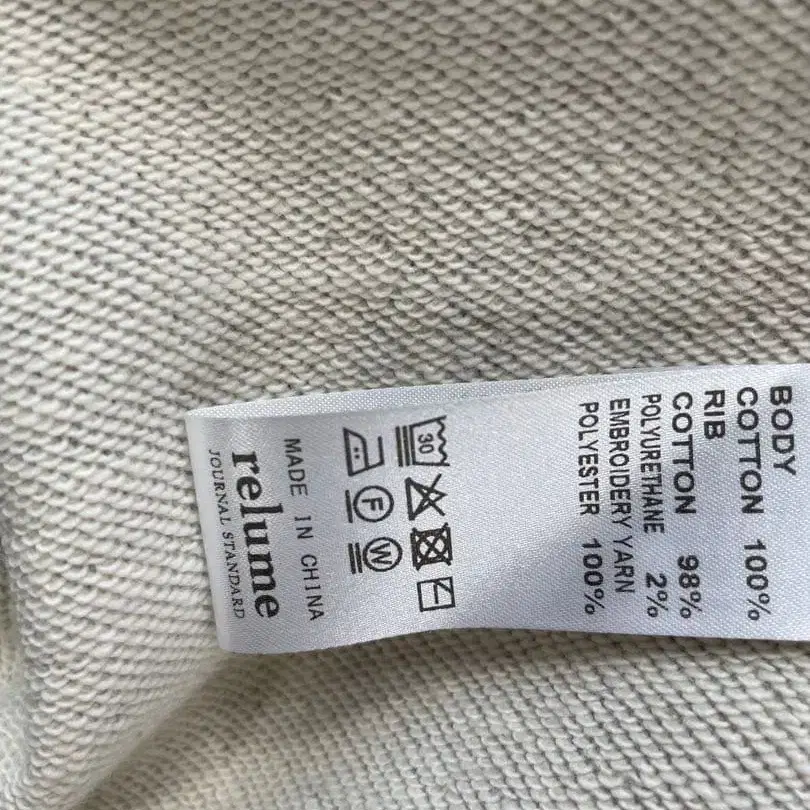 BODY
COTTON 100%
RIB
COTTON 98%
POLYURETHANE 2%
EMBROIDERY YARN
POLYESTER 100%
30
F W
MADE IN CHINA
relume
JOURNAL STANDARD